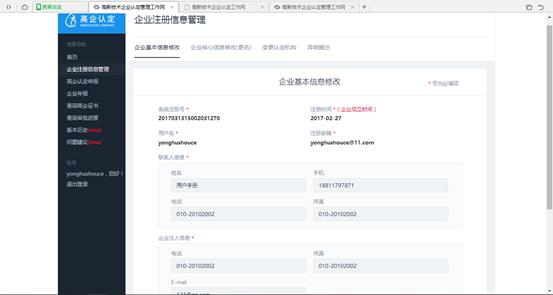 高新技术企业认定管理工作网
高新技术企业认定工作网
高新技术企业认定管理工作网
高企认定
INNOVATION COMPANY
企业注册信息管理
首页
企业注册信息管理
高企认定申报
企业年报
查询高企证书
查询审批进度
版本历史(new)
问题建议(new)
账号
yonghushouce，您好！
退出登录
企业基本信息修改
企业核心信息修改(更名)
变更认定机构
异地搬迁
企业基本信息修改
* 号为必填项
系统注册号 *
注册时间 *（企业成立时间）
2017031315002031270
2017-02-27
用户名 *
注册邮箱 *
yonghushouce
yonghushouce@11.com
联系人信息 *
姓名
手机
用户手册
18811797871
电话
传真
010-20102002
010-20102002
企业法人信息 *
电话
传真
010-20102002
010-20102002
E-mail